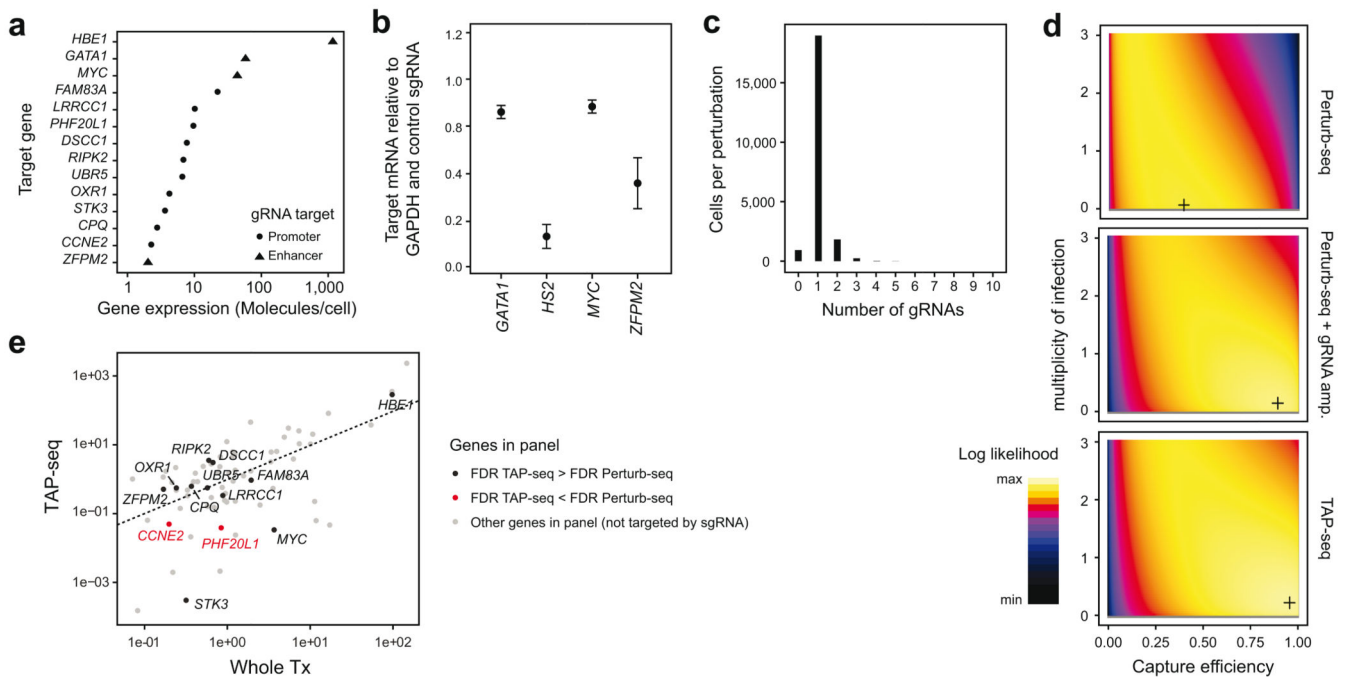 a
HBE1
GATA1
MYC
FAM83A
LRRCC1
PHF20L1
DSCC1
RIPK2
UBR5
OXR1
STK3
CPQ
CCNE2
ZFPM2
Target gene
gRNA target
Promoter
Enhancer
1 10 100 1,000
Gene expression (Molecules/cell)
b
Target mRNA relative to
GAPDH and control sgRNA
1.2
1.0
0.8
0.6
0.4
0.2
0.0
GATA1
HS2
MYC
ZFPM2
c
Cells per perturbation
15,000
10,000
5,000
0
0 1 2 3 4 5 6 7 8 9 10
Number of gRNAs
d
3
2
1
0
Perturb-seq
3
2
1
0
Perturb-seq + gRNA amp.
3
2
1
0
TAP-seq
multiplicity of infection
0.00 0.25 0.50 0.75 1.00
Capture efficiency
Log likelihood
max
min
e
TAP-seq
1e+03
1e+01
1e-01
1e-03
HBE1
RIPK2
DSCC1
OXR1
UBR5
FAM83A
ZFPM2
CPQ
LRRCC1
CCNE2
PHF20L1
MYC
STK3
1e-01 1e+00 1e+01 1e+02
Whole Tx
Genes in panel
FDR TAP-seq > FDR Perturb-seq
FDR TAP-seq < FDR Perturb-seq
Other genes in panel (not targeted by sgRNA)